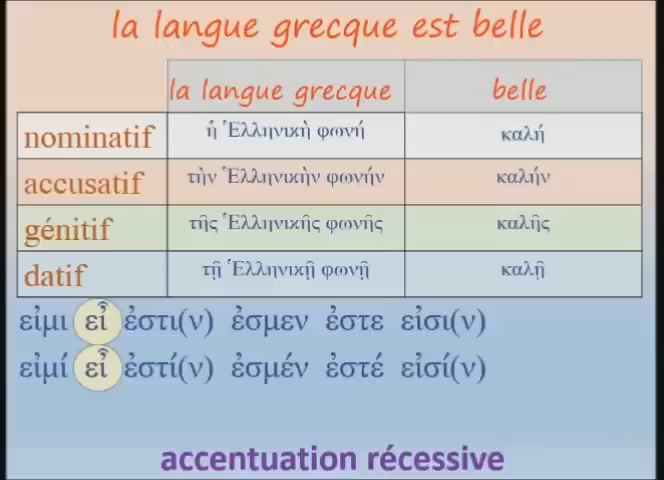 la langue grecque est belle
la langue grecque belle
nominatif ἡ Ἑλληνικὴ φωνή καλή
accusatif τὴν Ἑλληνικὴν φωνήν καλήν
génitif τῆς Ἑλληνικῆς φωνῆς καλῆς
datif τῇ Ἑλληνικῇ φωνῇ καλῇ
εἰμι εἶ ἐστι(ν) ἐσμεν ἐστε εἰσι(ν)
εἰμί εἶ ἐστί(ν) ἐσμέν ἐστέ εἰσί(ν)
accentuation récessive